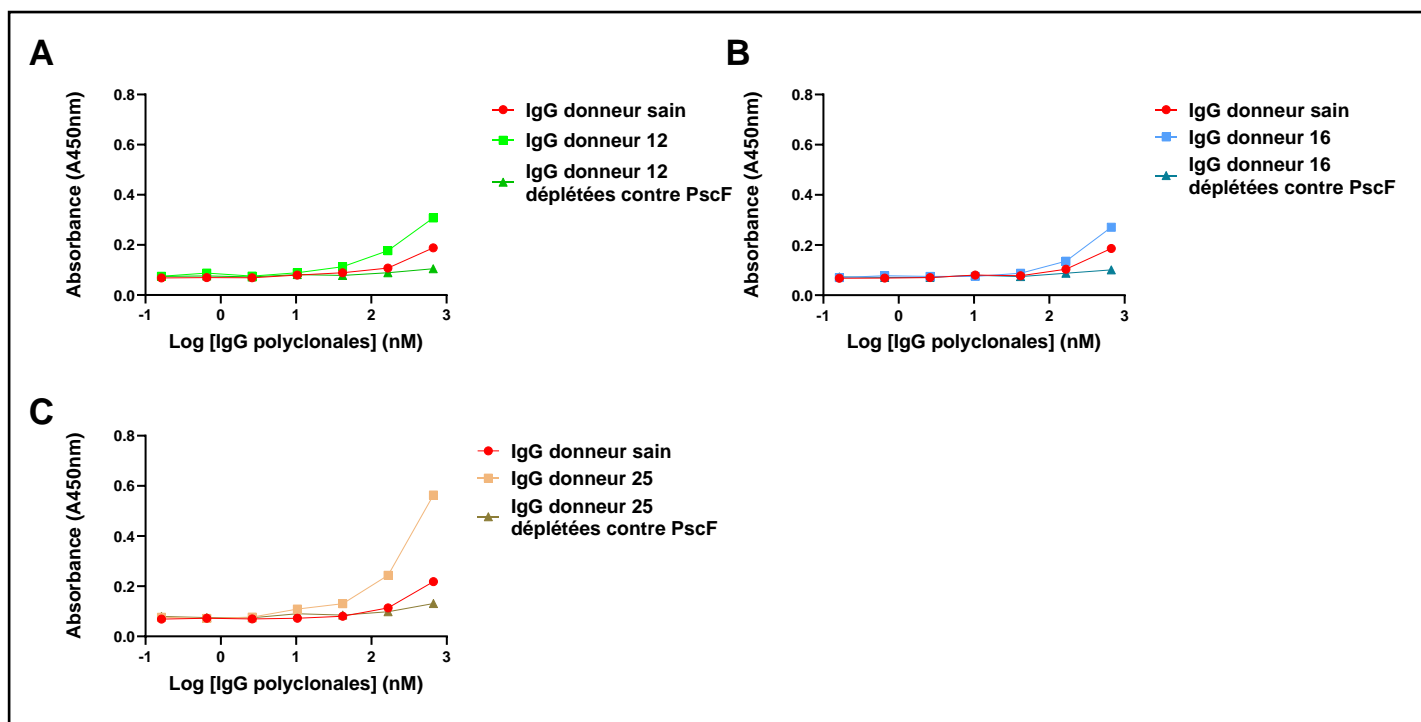 A
Absorbance (A450nm)
0.8
0.6
0.4
0.2
0.0
-1
0
1
2
3
Log [IgG polyclonales] (nM)
IgG donneur sain
IgG donneur 12
IgG donneur 12
déplétées contre PscF
B
Absorbance (A450nm)
0.8
0.6
0.4
0.2
0.0
-1
0
1
2
3
Log [IgG polyclonales] (nM)
IgG donneur sain
IgG donneur 16
IgG donneur 16
déplétées contre PscF
C
Absorbance (A450nm)
0.8
0.6
0.4
0.2
0.0
-1
0
1
2
3
Log [IgG polyclonales] (nM)
IgG donneur sain
IgG donneur 25
IgG donneur 25
déplétées contre PscF